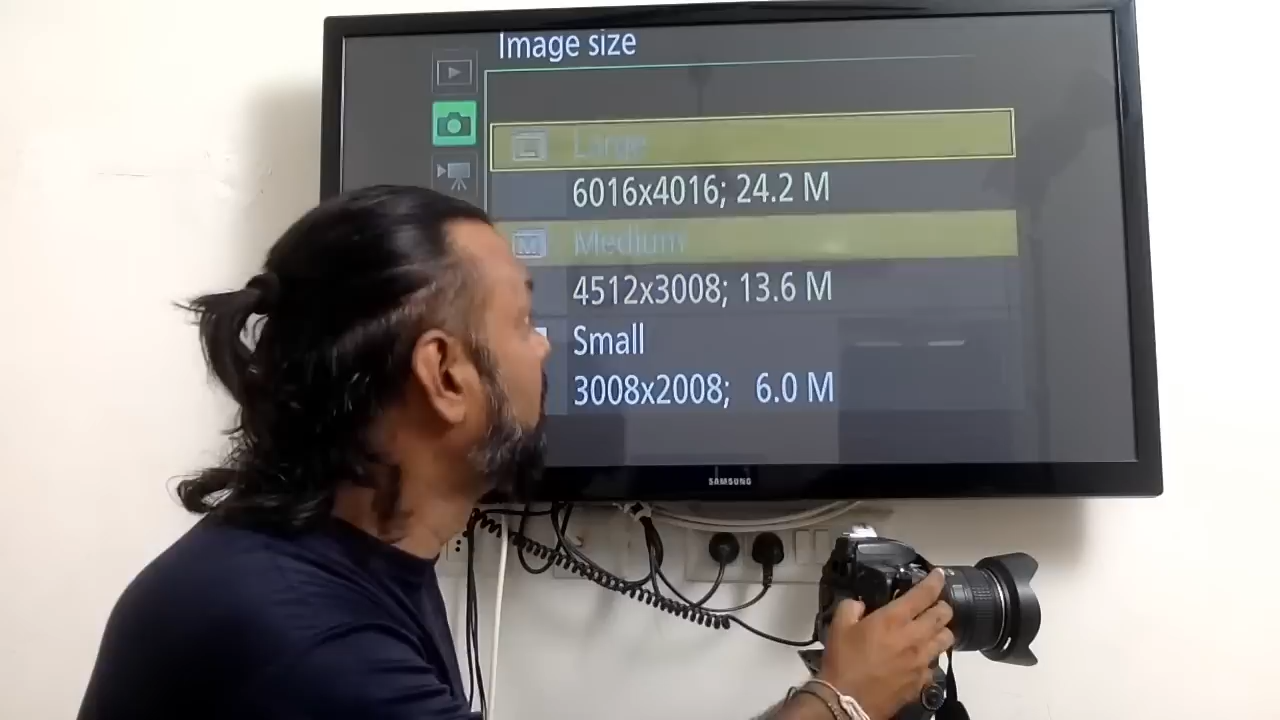 Image size
Large
6016x4016; 24.2 M
Medium
4512x3008; 13.6 M
Small
3008x2008; 6.0 M
SAMSUNG